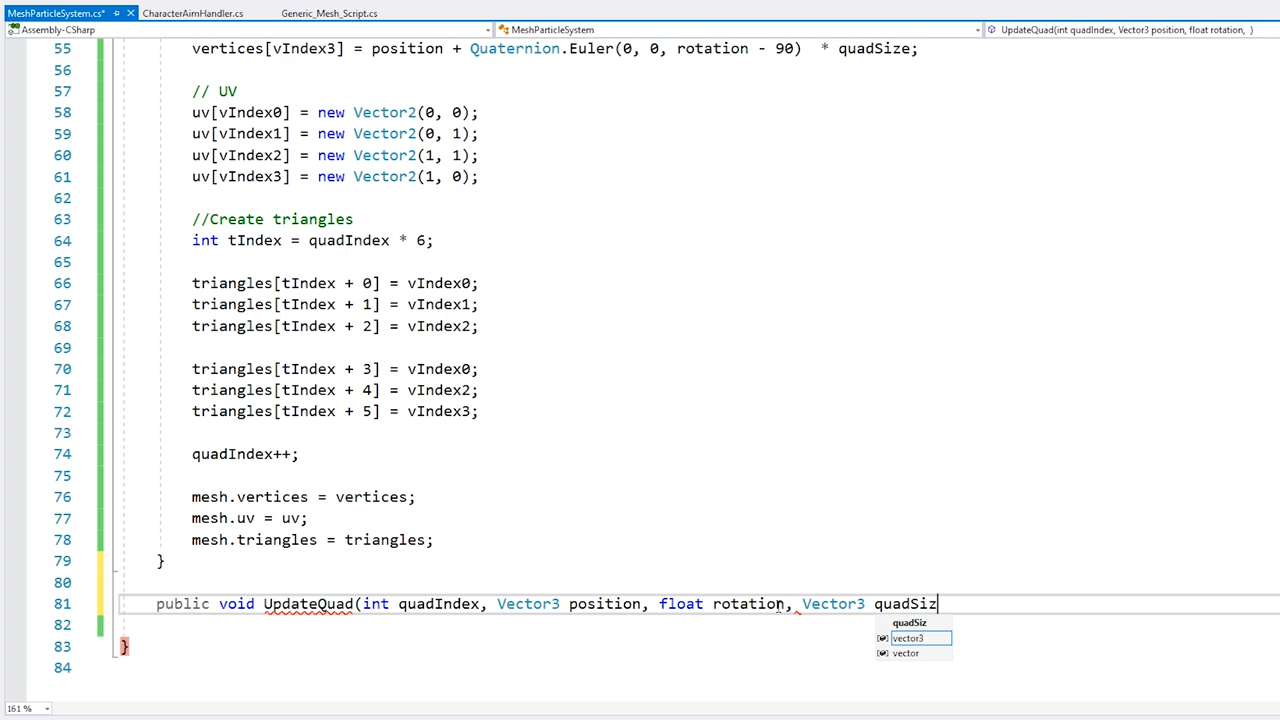 MeshParticleSystem.cs* CharacterAimHandler.cs Generic_Mesh_Script.cs
Assembly-CSharp MeshParticleSystem UpdateQuad(int quadIndex, Vector3 position, float rotation, )
55 vertices[vIndex3] = position + Quaternion.Euler(0, 0, rotation - 90) * quadSize;
56
57 // UV
58 uv[vIndex0] = new Vector2(0, 0);
59 uv[vIndex1] = new Vector2(0, 1);
60 uv[vIndex2] = new Vector2(1, 1);
61 uv[vIndex3] = new Vector2(1, 0);
62
63 //Create triangles
64 int tIndex = quadIndex * 6;
65
66 triangles[tIndex + 0] = vIndex0;
67 triangles[tIndex + 1] = vIndex1;
68 triangles[tIndex + 2] = vIndex2;
69
70 triangles[tIndex + 3] = vIndex0;
71 triangles[tIndex + 4] = vIndex2;
72 triangles[tIndex + 5] = vIndex3;
73
74 quadIndex++;
75
76 mesh.vertices = vertices;
77 mesh.uv = uv;
78 mesh.triangles = triangles;
79 }
80
81 public void UpdateQuad(int quadIndex, Vector3 position, float rotation, Vector3 quadSiz
82 quadSiz
vector3
83 }
vector
84
161 %